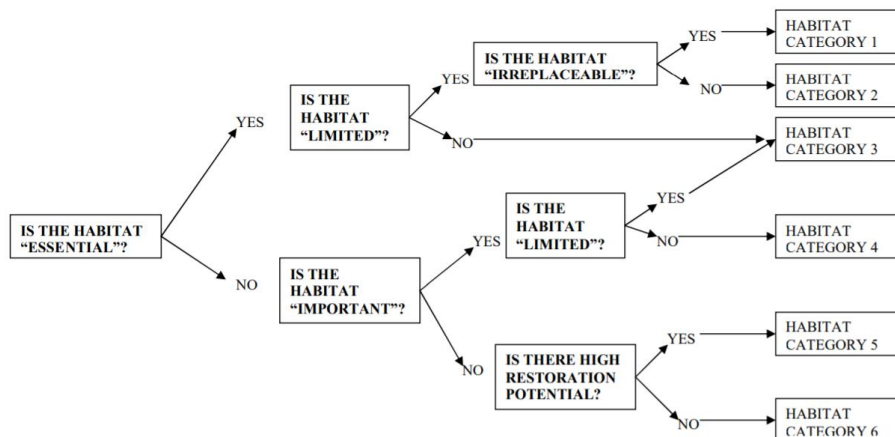 HABITAT
CATEGORY 1
YES
IS THE HABITAT
“IRREPLACEABLE”?
YES
NO
HABITAT
CATEGORY 2
IS THE
HABITAT
“LIMITED”?
YES
NO
HABITAT
CATEGORY 3
IS THE HABITAT
“ESSENTIAL”?
YES
IS THE
HABITAT
“LIMITED”?
YES
NO
HABITAT
CATEGORY 4
NO
IS THE
HABITAT
“IMPORTANT”?
HABITAT
CATEGORY 5
YES
NO
IS THERE HIGH
RESTORATION
POTENTIAL?
NO
HABITAT
CATEGORY 6